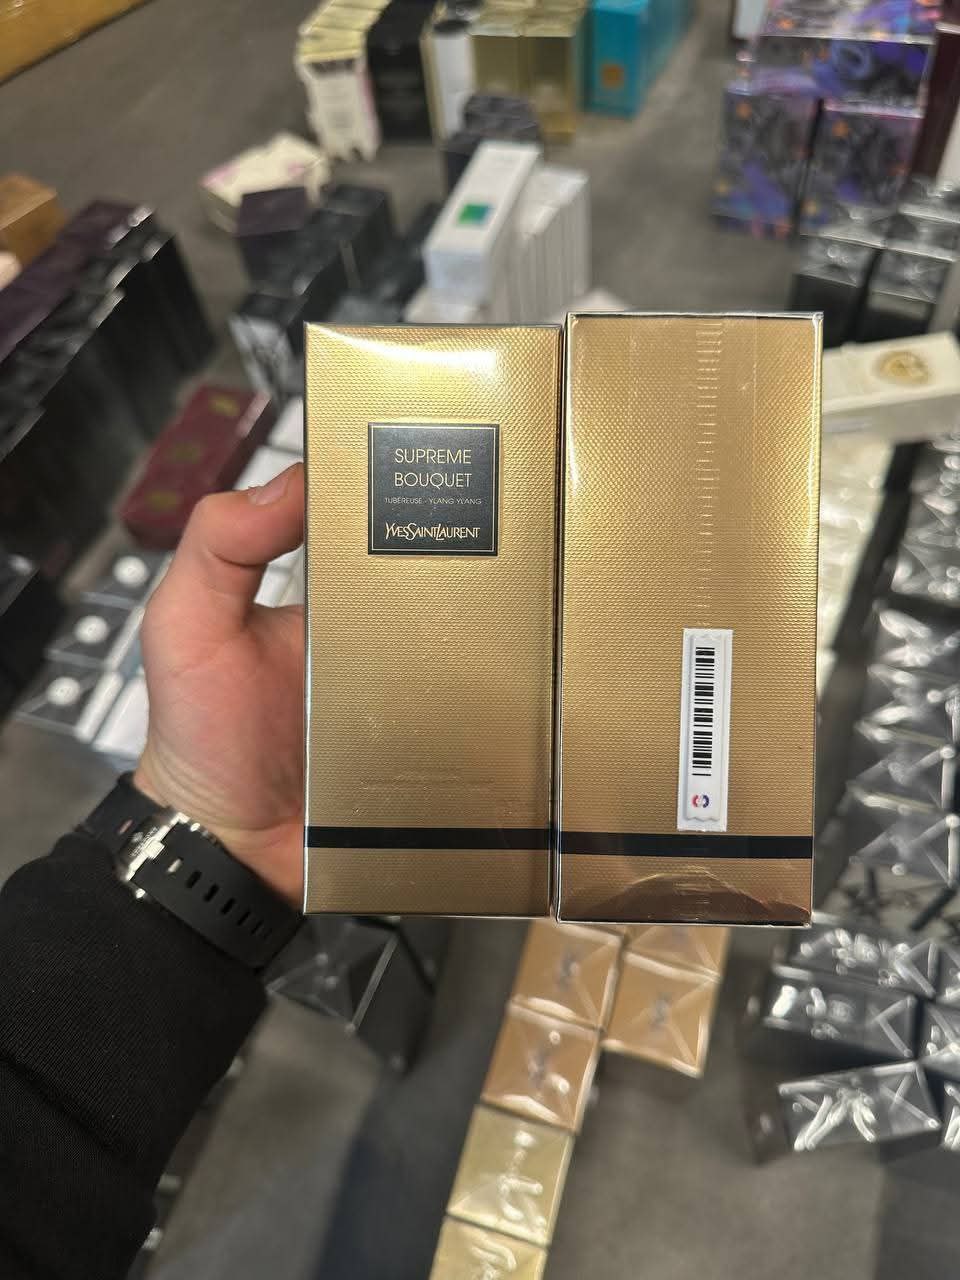 SUPREME
BOUQUET
TUBÉREUSE - YLANG YLANG
YVESSAINTLAURENT